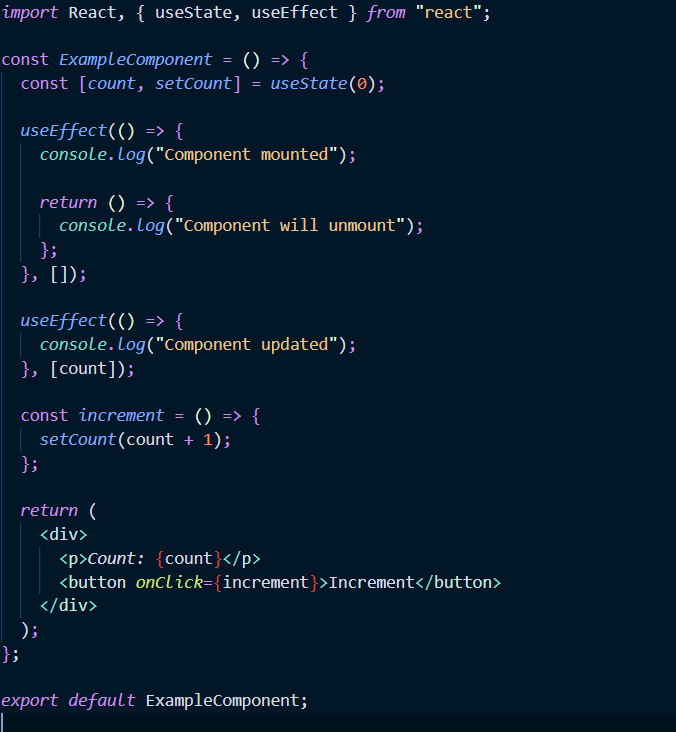 import React, { useState, useEffect } from "react";
const ExampleComponent = () => {
const [count, setCount] = useState(0);
useEffect(() => {
console.log("Component mounted");
return () => {
console.log("Component will unmount");
};
}, []);
useEffect(() => {
console.log("Component updated");
}, [count]);
const increment = () => {
setCount(count + 1);
};
return (
<div>
<p>Count: {count}</p>
<button onClick={increment}>Increment</button>
</div>
);
};
export default ExampleComponent;